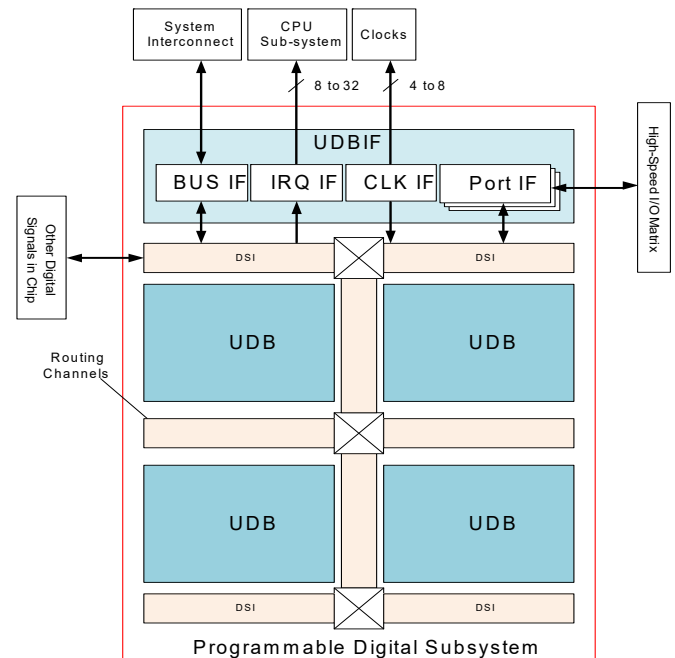 System
Interconnect
CPU
Sub-system
Clocks
8 to 32
4 to 8
UDBIF
BUS IF
IRQ IF
CLK IF
Port IF
High-Speed I/O Matrix
Other Digital
Signals in Chip
DSI
DSI
UDB
UDB
Routing
Channels
UDB
UDB
DSI
DSI
Programmable Digital Subsystem